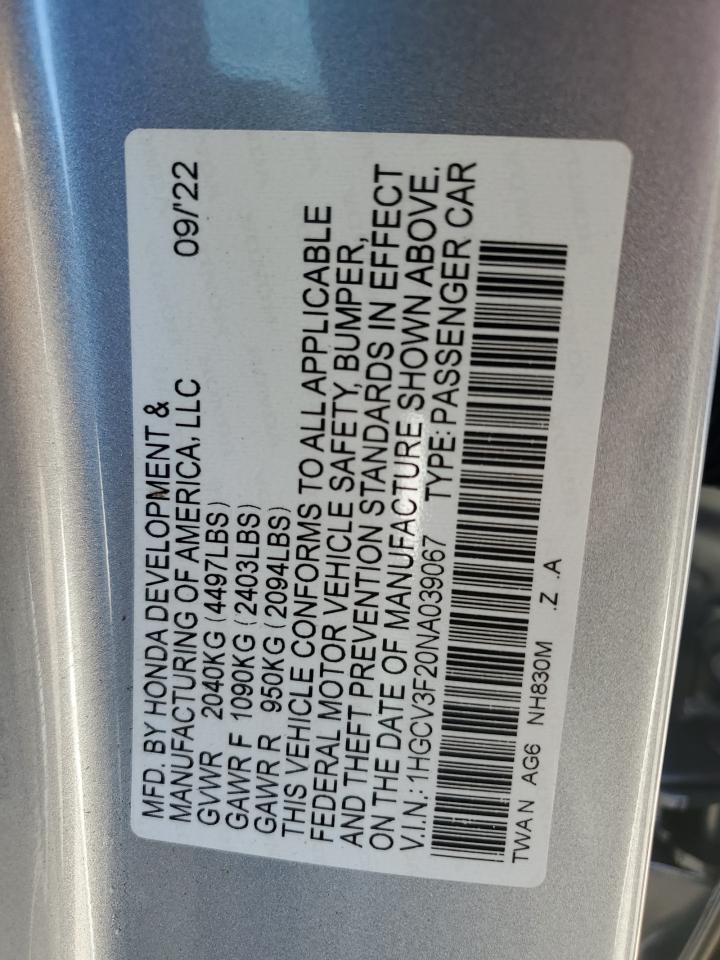 MFD. BY HONDA DEVELOPMENT &
MANUFACTURING OF AMERICA, LLC 09/'22
GVWR 2040KG (4497LBS)
GAWR F 1090KG (2403LBS)
GAWR R 950KG (2094LBS)
THIS VEHICLE CONFORMS TO ALL APPLICABLE
FEDERAL MOTOR VEHICLE SAFETY, BUMPER,
AND THEFT PREVENTION STANDARDS IN EFFECT
ON THE DATE OF MANUFACTURE SHOWN ABOVE.
V.I.N.: 1HGCV3F20NA039067 TYPE: PASSENGER CAR
TWA N AG6 NH830M .Z .A